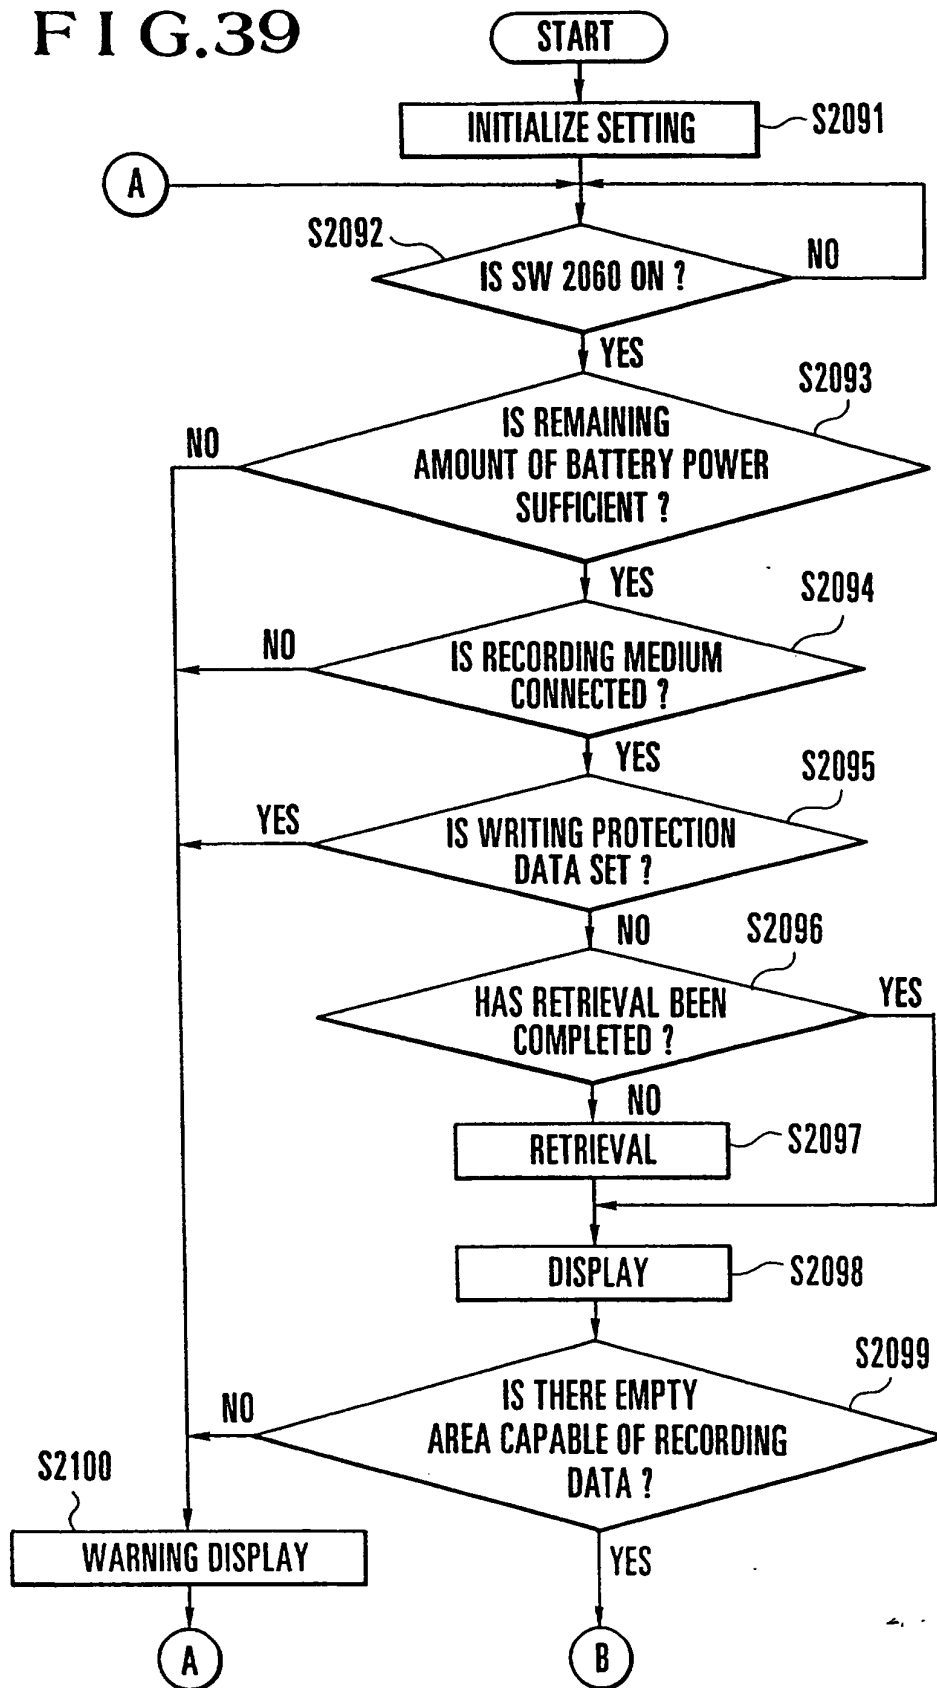 FIG.39
START
INITIALIZE SETTING
S2091
A
S2092
IS SW 2060 ON ?
NO
YES
S2093
IS REMAINING
AMOUNT OF BATTERY POWER
SUFFICIENT ?
NO
YES
S2094
IS RECORDING MEDIUM
CONNECTED ?
NO
YES
S2095
IS WRITING PROTECTION
DATA SET ?
YES
NO
S2096
HAS RETRIEVAL BEEN
COMPLETED ?
YES
NO
RETRIEVAL
S2097
DISPLAY
S2098
S2099
IS THERE EMPTY
AREA CAPABLE OF RECORDING
DATA ?
NO
YES
S2100
WARNING DISPLAY
A
B